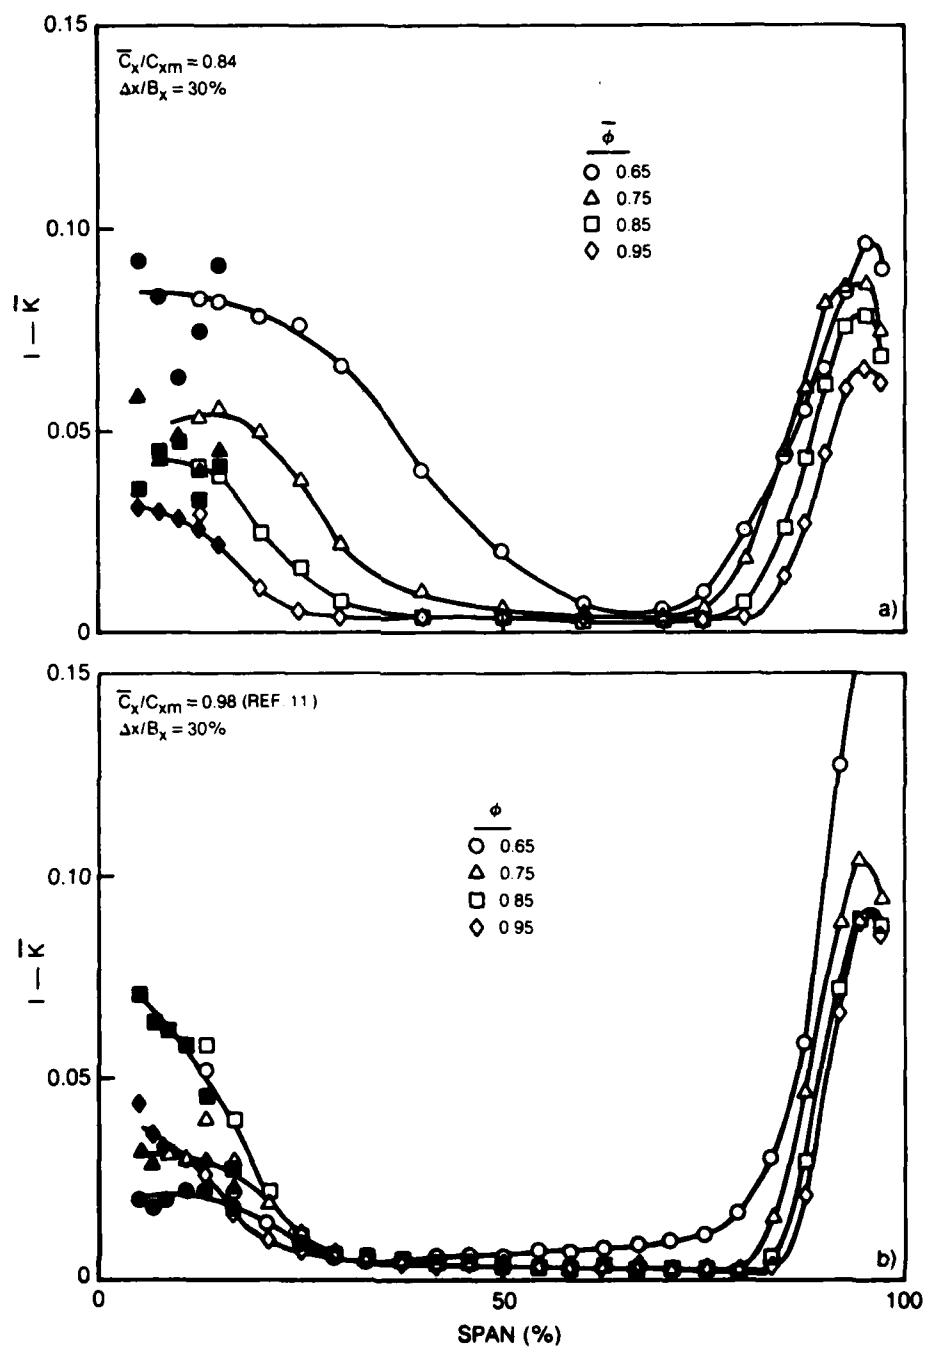 0.15
C̅x/Cxm = 0.84
Δx/Bx = 30%
ϕ̅
0.65
0.10
0.75
0.85
0.95
I — K̅
0.05
a)
0
0.15
C̅x/Cxm = 0.98 (REF. 11)
Δx/Bx = 30%
ϕ
0.65
0.10
0.75
0 85
0 95
I — K̅
0.05
b)
0
0
50
100
SPAN (%)